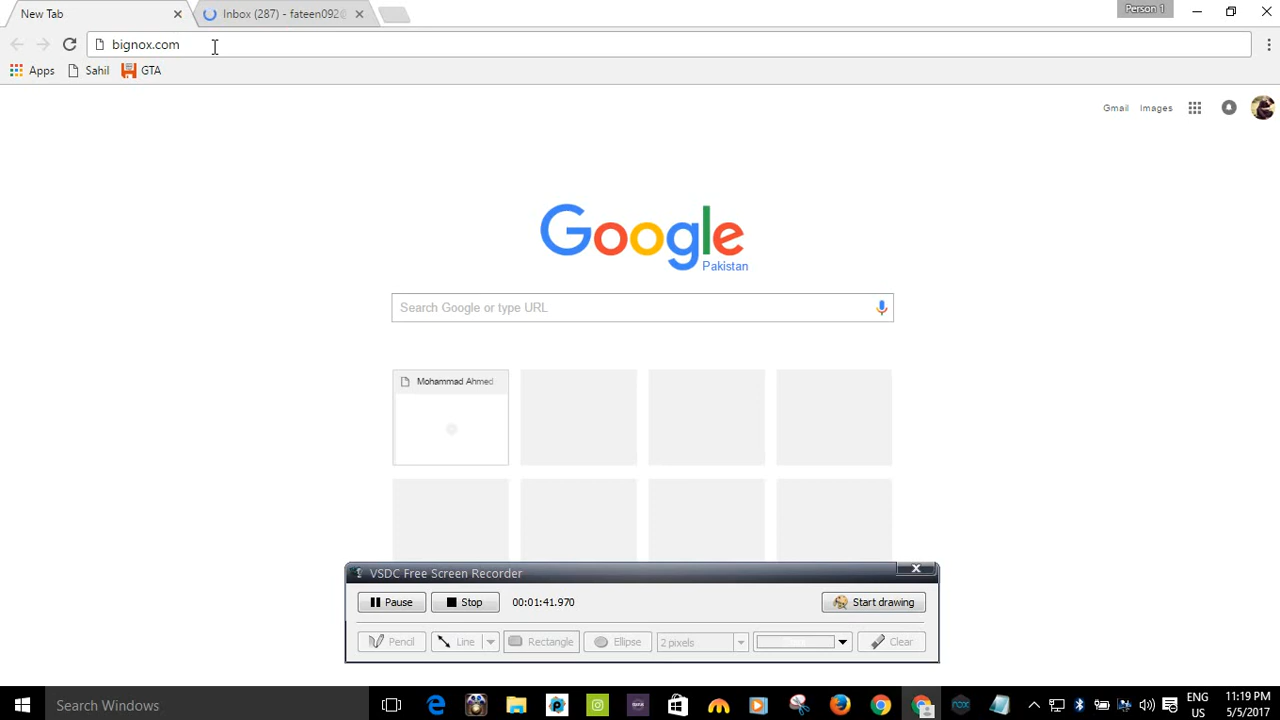 New Tab
Inbox (287) - fateen092@
Person 1
bignox.com
Apps
Sahil
GTA
Gmail
Images
Google
Pakistan
Search Google or type URL
Mohammad Ahmed
VSDC Free Screen Recorder
Pause
Stop
00:01:41.970
Start drawing
Pencil
Line
Rectangle
Ellipse
2 pixels
Clear
Search Windows
nox
ENG
US
11:19 PM
5/5/2017